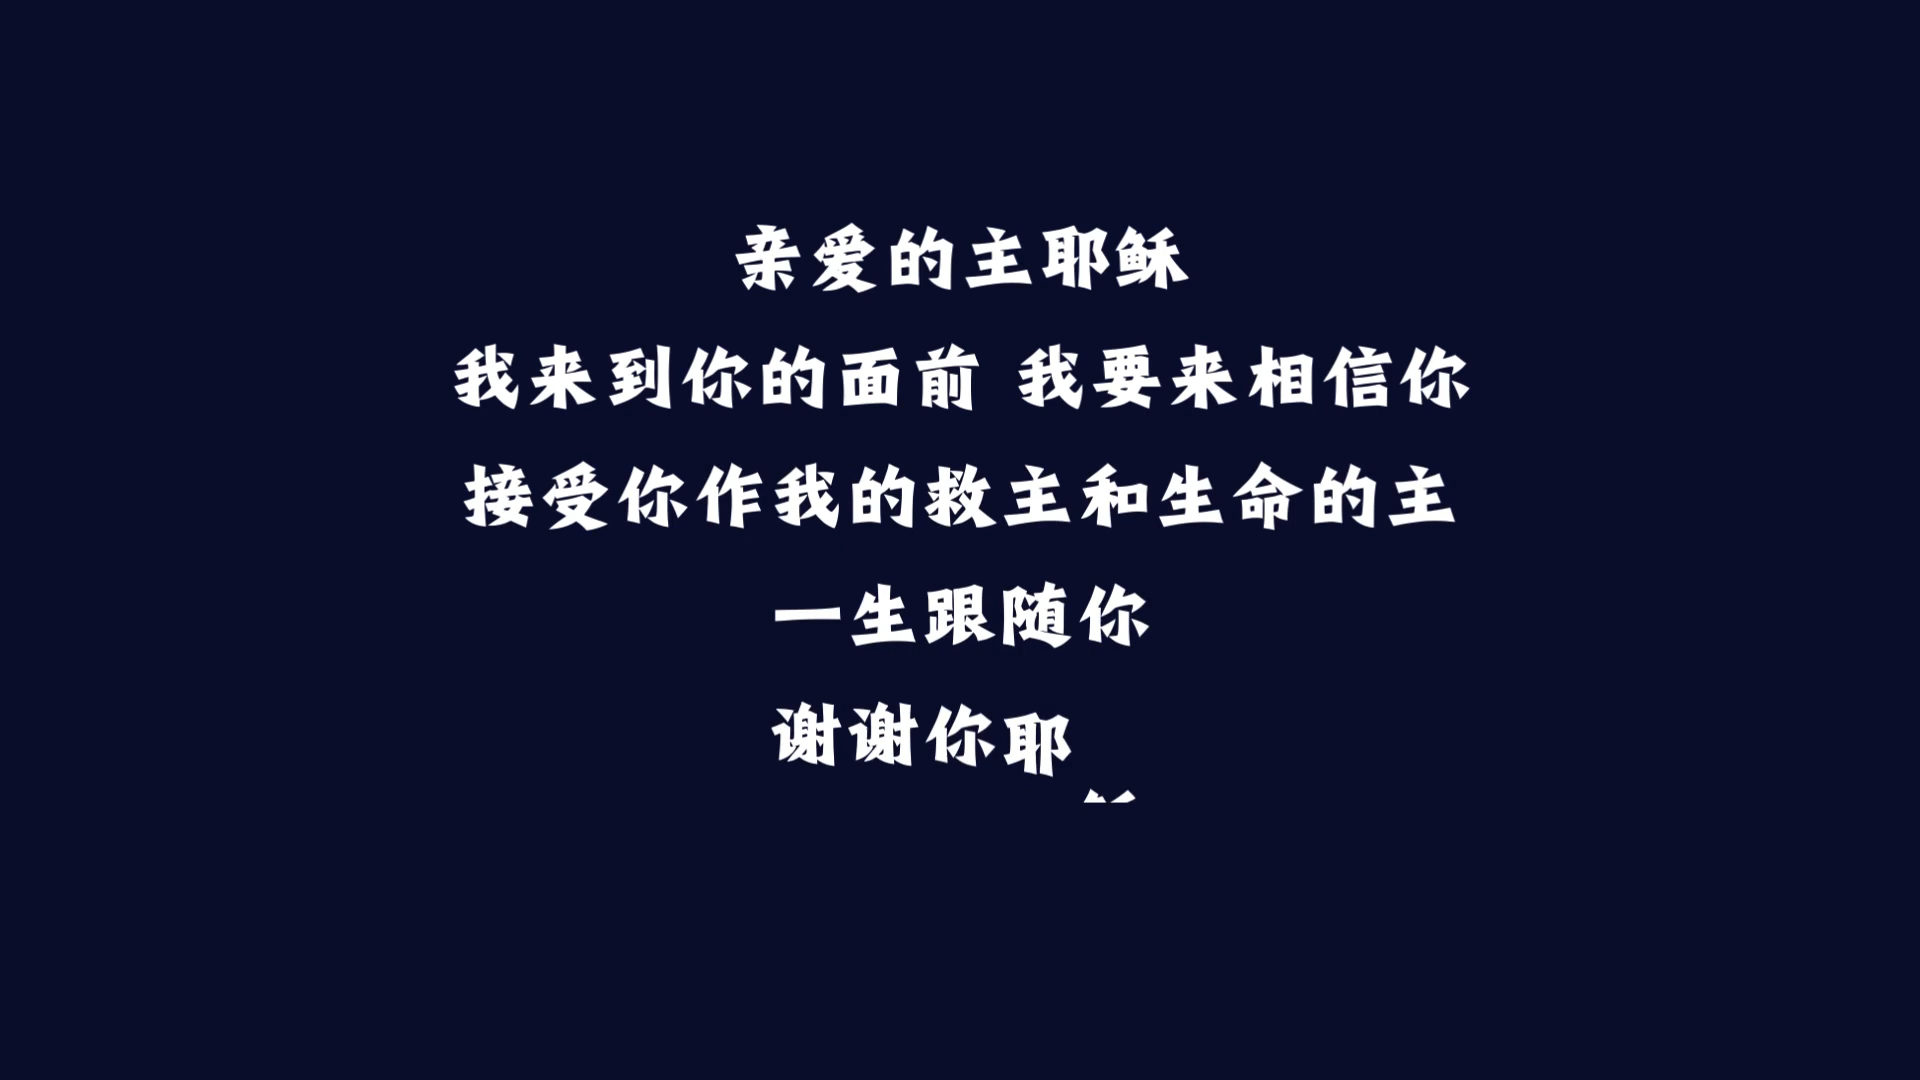 亲爱的主耶稣
我来到你的面前 我要来相信你
接受你作我的救主和生命的主
一生跟随你
谢谢你耶